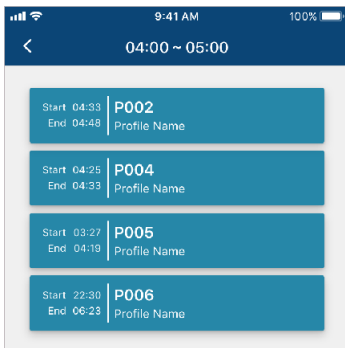 9:41 AM
100%
04:00 ~ 05:00
Start 04:33
End 04:48
P002
Profile Name
Start 04:25
End 04:33
P004
Profile Name
Start 03:27
End 04:19
P005
Profile Name
Start 22:30
End 06:23
P006
Profile Name